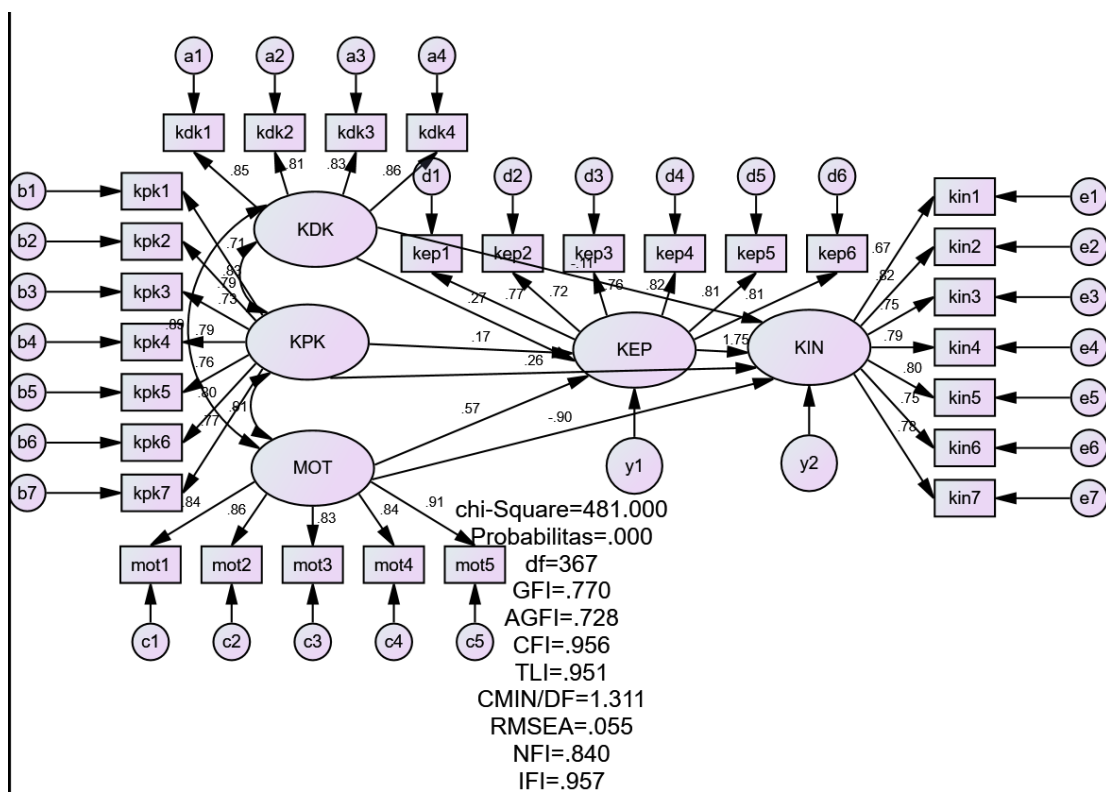 a1 a2 a3 a4
kdk1 kdk2 kdk3 kdk4
.85 .81 .83 .86
d1 d2 d3 d4 d5 d6
b1 kpk1
kin1 e1
KDK
b2 kpk2
kep1 kep2 kep3 kep4 kep5 kep6
kin2 e2
.71 -.11 .67
.83 .82
.79 .27 .77 .72 .76 .82 .81 .81 .75
b3 kpk3 .73
kin3 e3
.89 .79 .17 1.75 .79
b4 kpk4 KPK KEP KIN kin4 e4
.76 .26 .80
b5 kpk5
kin5 e5
.80 .81 .57 -.90 .75
.77 .78
b6 kpk6
kin6 e6
MOT y1 y2
b7 kpk7
kin7 e7
.84 .86 .83 .84 .91
chi-Square=481.000
Probabilitas=.000
mot1 mot2 mot3 mot4 mot5
df=367
GFI=.770
AGFI=.728
c1 c2 c3 c4 c5
CFI=.956
TLI=.951
CMIN/DF=1.311
RMSEA=.055
NFI=.840
IFI=.957